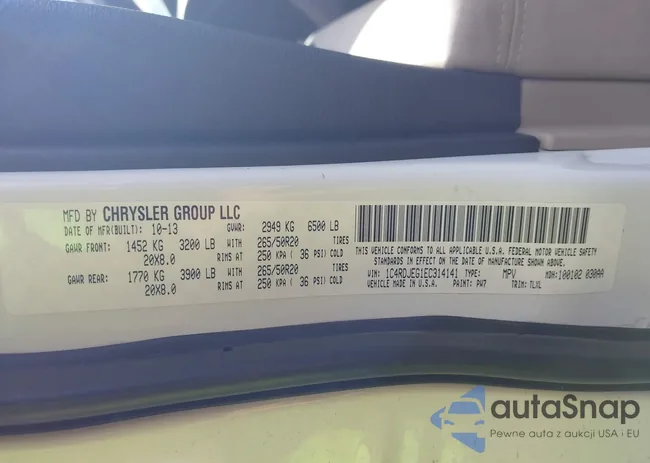 MFD BY CHRYSLER GROUP LLC
DATE OF MFR(BUILT): 10-13 GVWR: 2949 KG 6500 LB
GAWR FRONT: 1452 KG 3200 LB WITH 265/50R20 TIRES
20X8.0 RIMS AT 250 KPA ( 36 PSI) COLD
GAWR REAR: 1770 KG 3900 LB WITH 265/50R20 TIRES
20X8.0 RIMS AT 250 KPA ( 36 PSI) COLD
THIS VEHICLE CONFORMS TO ALL APPLICABLE U.S.A. FEDERAL MOTOR VEHICLE SAFETY
STANDARDS IN EFFECT ON THE DATE OF MANUFACTURE SHOWN ABOVE.
VIN: 1C4RDJEG1EC314141 TYPE: MPV MDH: 100102 030AA
VEHICLE MADE IN U.S.A. PAINT: PW7 TRIM: TLXL
autaSnap
Pewne auta z aukcji USA i EU